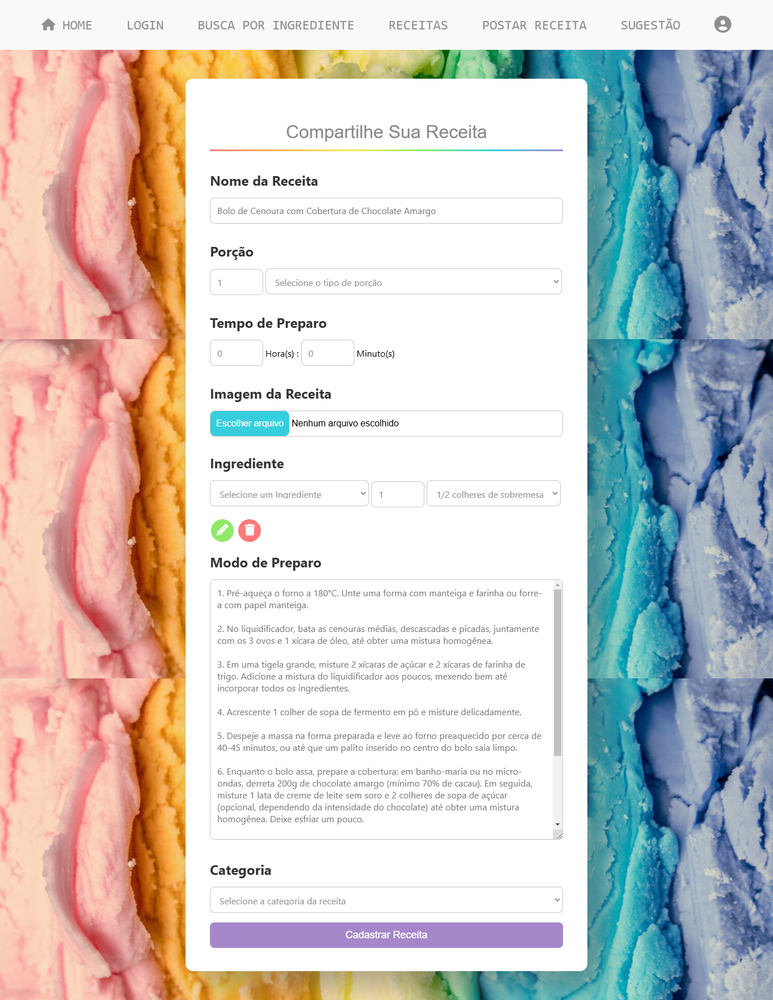 HOME LOGIN BUSCA POR INGREDIENTE RECEITAS POSTAR RECEITA SUGESTÃO
Compartilhe Sua Receita
Nome da Receita
Bolo de Cenoura com Cobertura de Chocolate Amargo
Porção
1 Selecione o tipo de porção
Tempo de Preparo
0 Hora(s) : 0 Minuto(s)
Imagem da Receita
Escolher arquivo Nenhum arquivo escolhido
Ingrediente
Selecione um Ingrediente 1 1/2 colheres de sobremesa
Modo de Preparo
1. Pré-aqueça o forno a 180°C. Unte uma forma com manteiga e farinha ou forre-
a com papel manteiga.
2. No liquidificador, bata as cenouras médias, descascadas e picadas, juntamente
com os 3 ovos e 1 xícara de óleo, até obter uma mistura homogênea.
3. Em uma tigela grande, misture 2 xícaras de açúcar e 2 xícaras de farinha de
trigo. Adicione a mistura do liquidificador aos poucos, mexendo bem até
incorporar todos os ingredientes.
4. Acrescente 1 colher de sopa de fermento em pó e misture delicadamente.
5. Despeje a massa na forma preparada e leve ao forno preaquecido por cerca de
40-45 minutos, ou até que um palito inserido no centro do bolo saia limpo.
6. Enquanto o bolo assa, prepare a cobertura: em banho-maria ou no micro-
ondas, derreta 200g de chocolate amargo (mínimo 70% de cacau). Em seguida,
misture 1 lata de creme de leite sem soro e 2 colheres de sopa de açúcar
(opcional, dependendo da intensidade do chocolate) até obter uma mistura
homogênea. Deixe esfriar um pouco.
Categoria
Selecione a categoria da receita
Cadastrar Receita